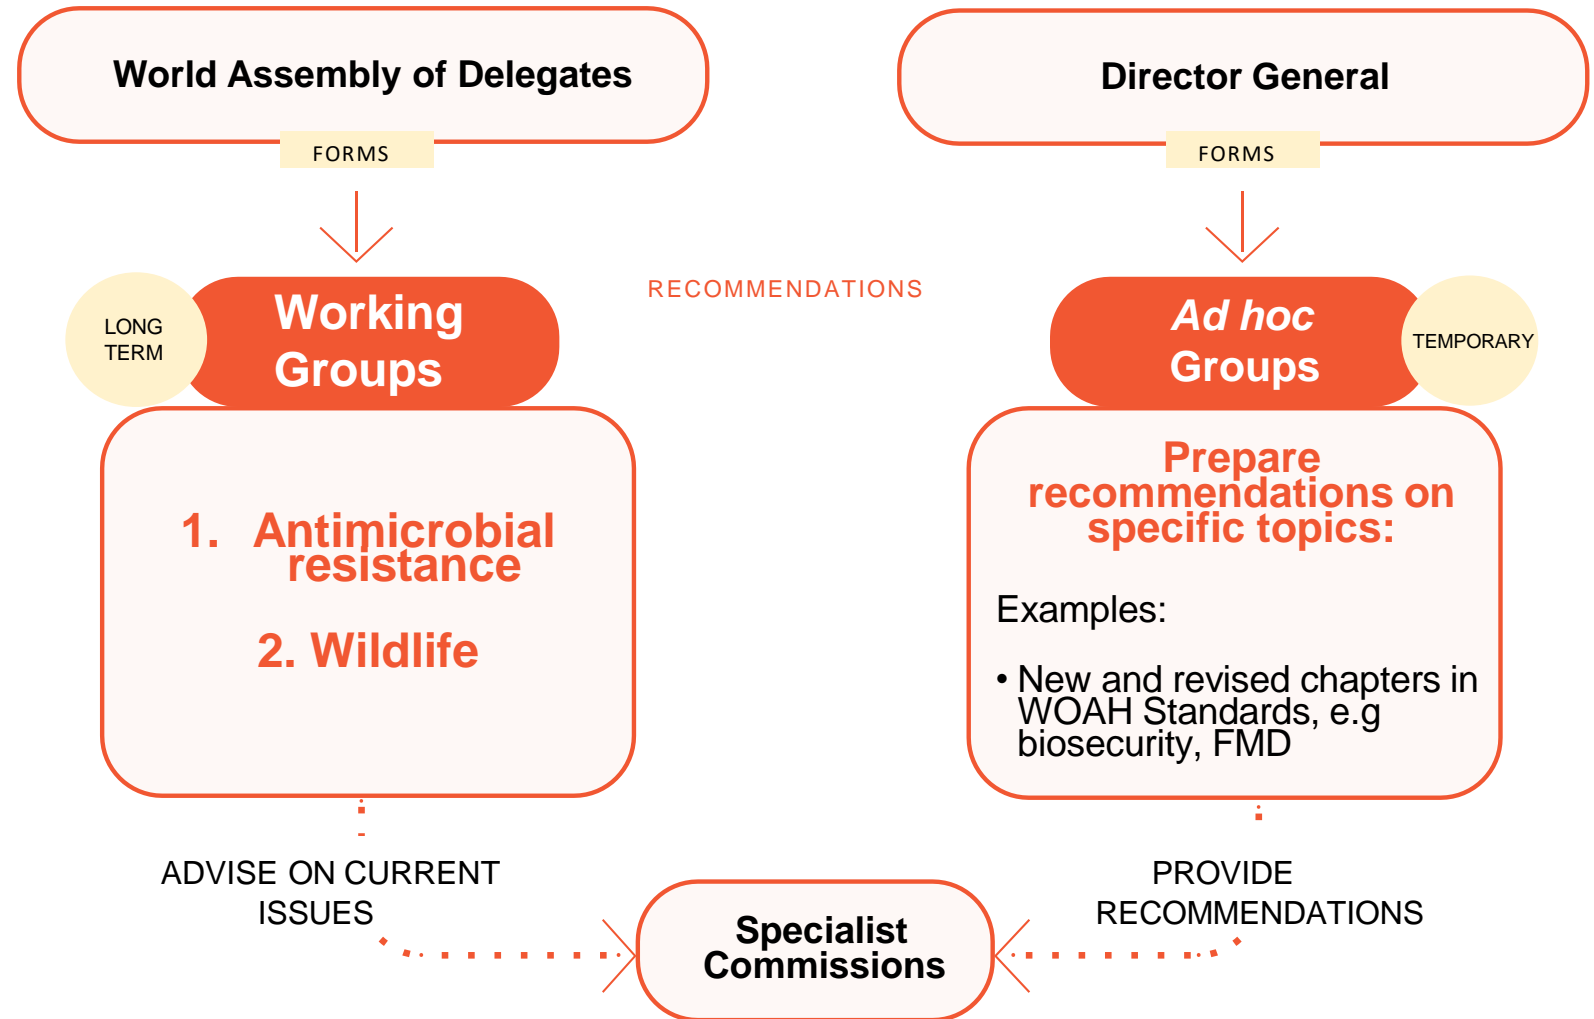 World Assembly of Delegates
FORMS
Director General
FORMS
RECOMMENDATIONS
LONG
TERM
Working
Groups
1. Antimicrobial
resistance
2. Wildlife
ADVISE ON CURRENT
ISSUES
Ad hoc
Groups
TEMPORARY
Prepare
recommendations on
specific topics:
Examples:
• New and revised chapters in
WOAH Standards, e.g
biosecurity, FMD
PROVIDE
RECOMMENDATIONS
Specialist
Commissions